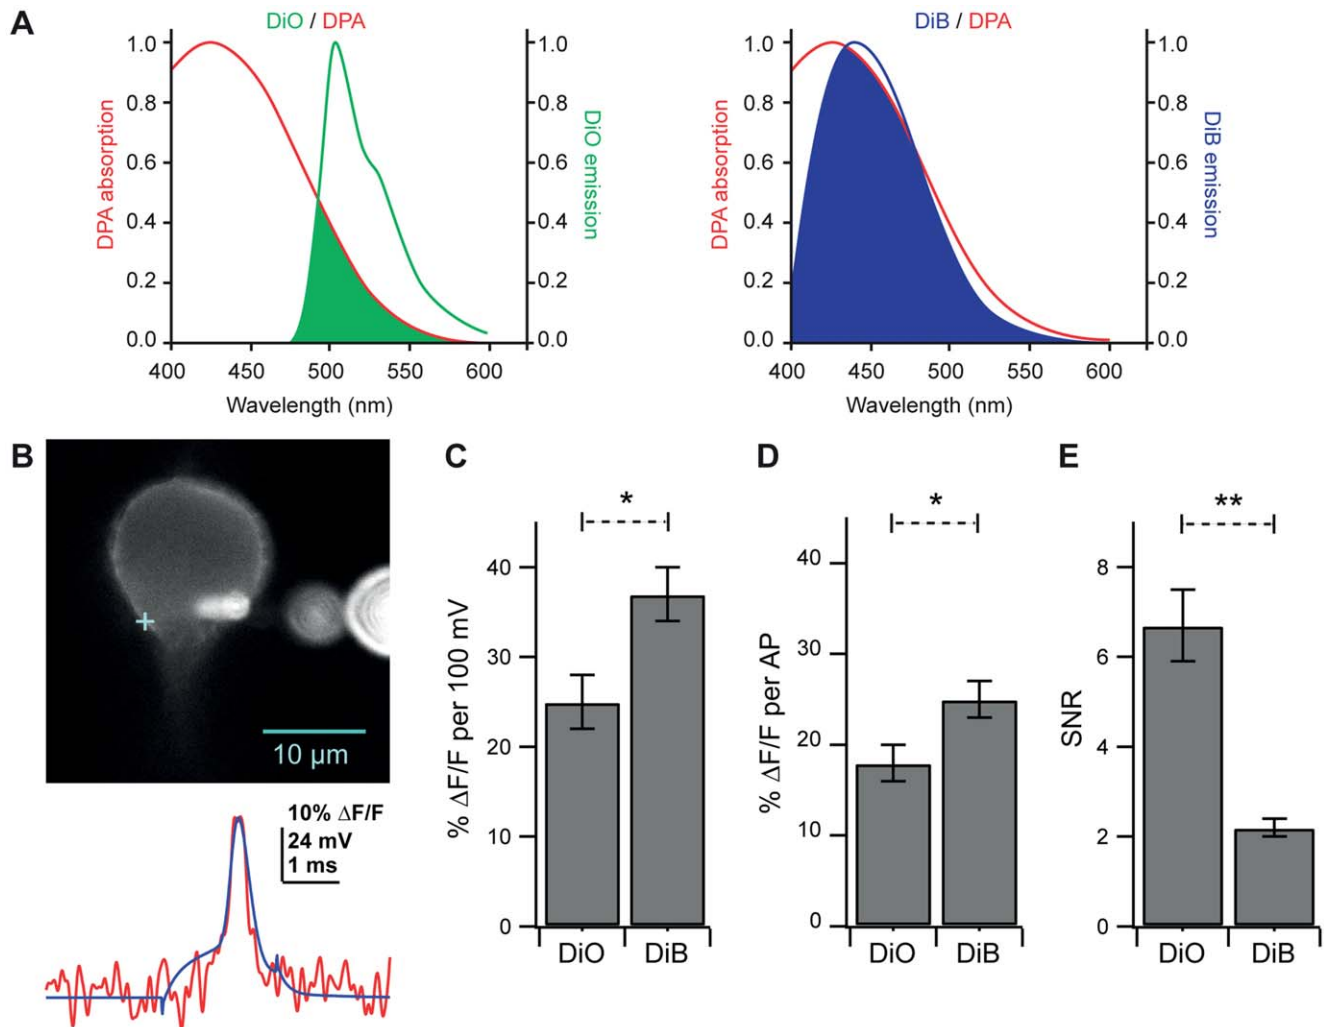 A
DiO / DPA
1.0
0.8
0.6
0.4
0.2
0.0
DPA absorption
1.0
0.8
0.6
0.4
0.2
0.0
DiO emission
400 450 500 550 600
Wavelength (nm)
DiB / DPA
1.0
0.8
0.6
0.4
0.2
0.0
DPA absorption
1.0
0.8
0.6
0.4
0.2
0.0
DiB emission
400 450 500 550 600
Wavelength (nm)
B
10 µm
10% ΔF/F
24 mV
1 ms
C
*
40
30
20
10
0
% ΔF/F per 100 mV
DiO DiB
D
*
40
30
20
10
0
% ΔF/F per AP
DiO DiB
E
**
8
6
4
2
0
SNR
DiO DiB